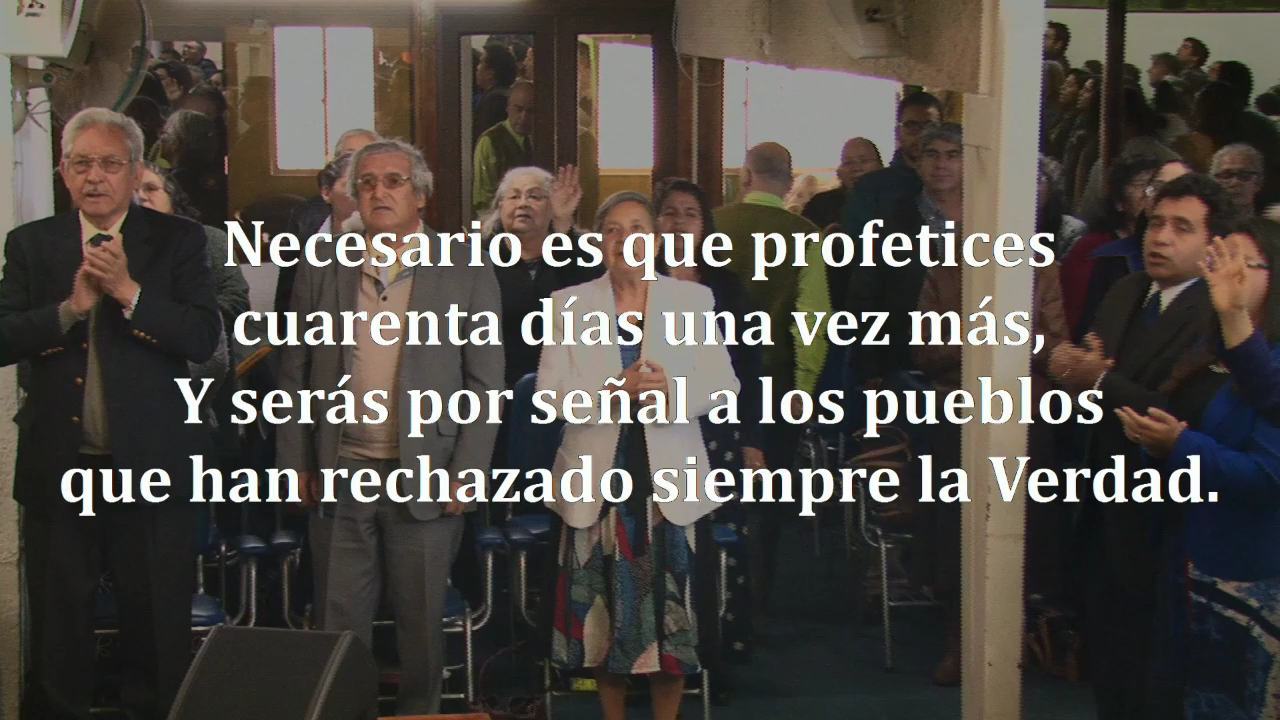 Necesario es que profetices
cuarenta días una vez más,
Y serás por señal a los pueblos
que han rechazado siempre la Verdad.